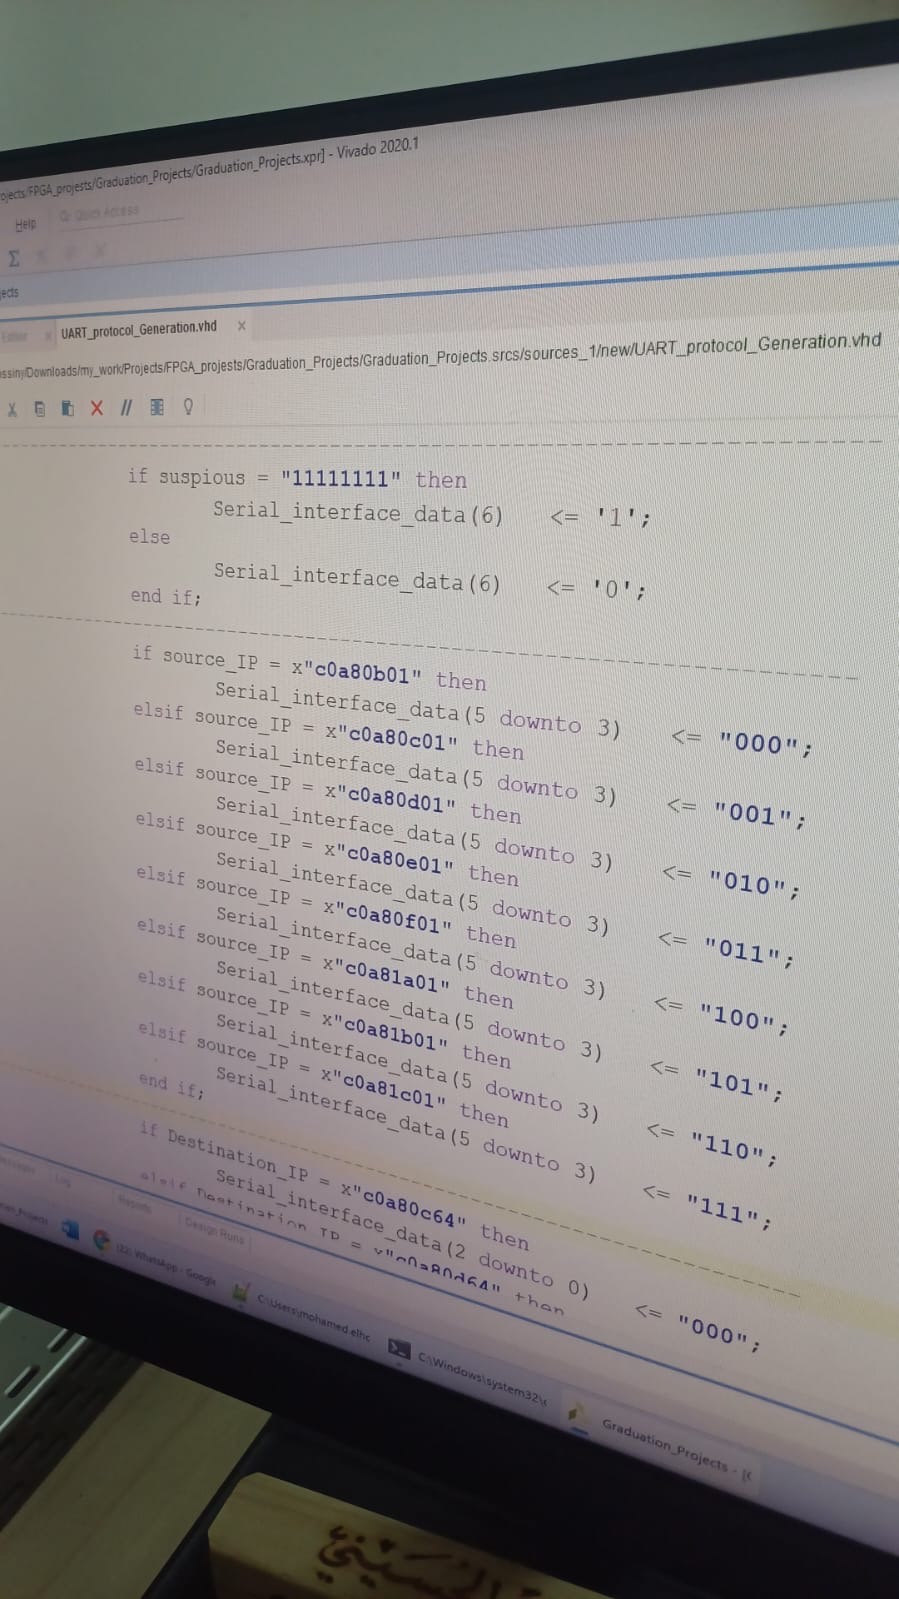 ojects/FPGA_projests/Graduation_Projects/Graduation_Projects.xpr] - Vivado 2020.1
Help Quick Access
Σ
jects
Editor × UART_protocol_Generation.vhd ×
ssiny/Downloads/my_work/Projects/FPGA_projests/Graduation_Projects/Graduation_Projects.srcs/sources_1/new/UART_protocol_Generation.vhd
if suspious = "11111111" then
Serial_interface_data(6) <= '1';
else
Serial_interface_data(6) <= '0';
end if;
if source_IP = x"c0a80b01" then
Serial_interface_data(5 downto 3) <= "000";
elsif source_IP = x"c0a80c01" then
Serial_interface_data(5 downto 3) <= "001";
elsif source_IP = x"c0a80d01" then
Serial_interface_data(5 downto 3) <= "010";
elsif source_IP = x"c0a80e01" then
Serial_interface_data(5 downto 3) <= "011";
elsif source_IP = x"c0a80f01" then
Serial_interface_data(5 downto 3) <= "100";
elsif source_IP = x"c0a81a01" then
Serial_interface_data(5 downto 3) <= "101";
elsif source_IP = x"c0a81b01" then
Serial_interface_data(5 downto 3) <= "110";
elsif source_IP = x"c0a81c01" then
Serial_interface_data(5 downto 3) <= "111";
end if;
if Destination_IP = x"c0a80c64" then
Serial_interface_data(2 downto 0) <= "000";
elsif Destination_IP = x"c0a80d64" then
Log Reports Design Runs
(22) WhatsApp - Google C:\Users\mohamed.elhc C:\Windows\system32\c Graduation_Projects - [C